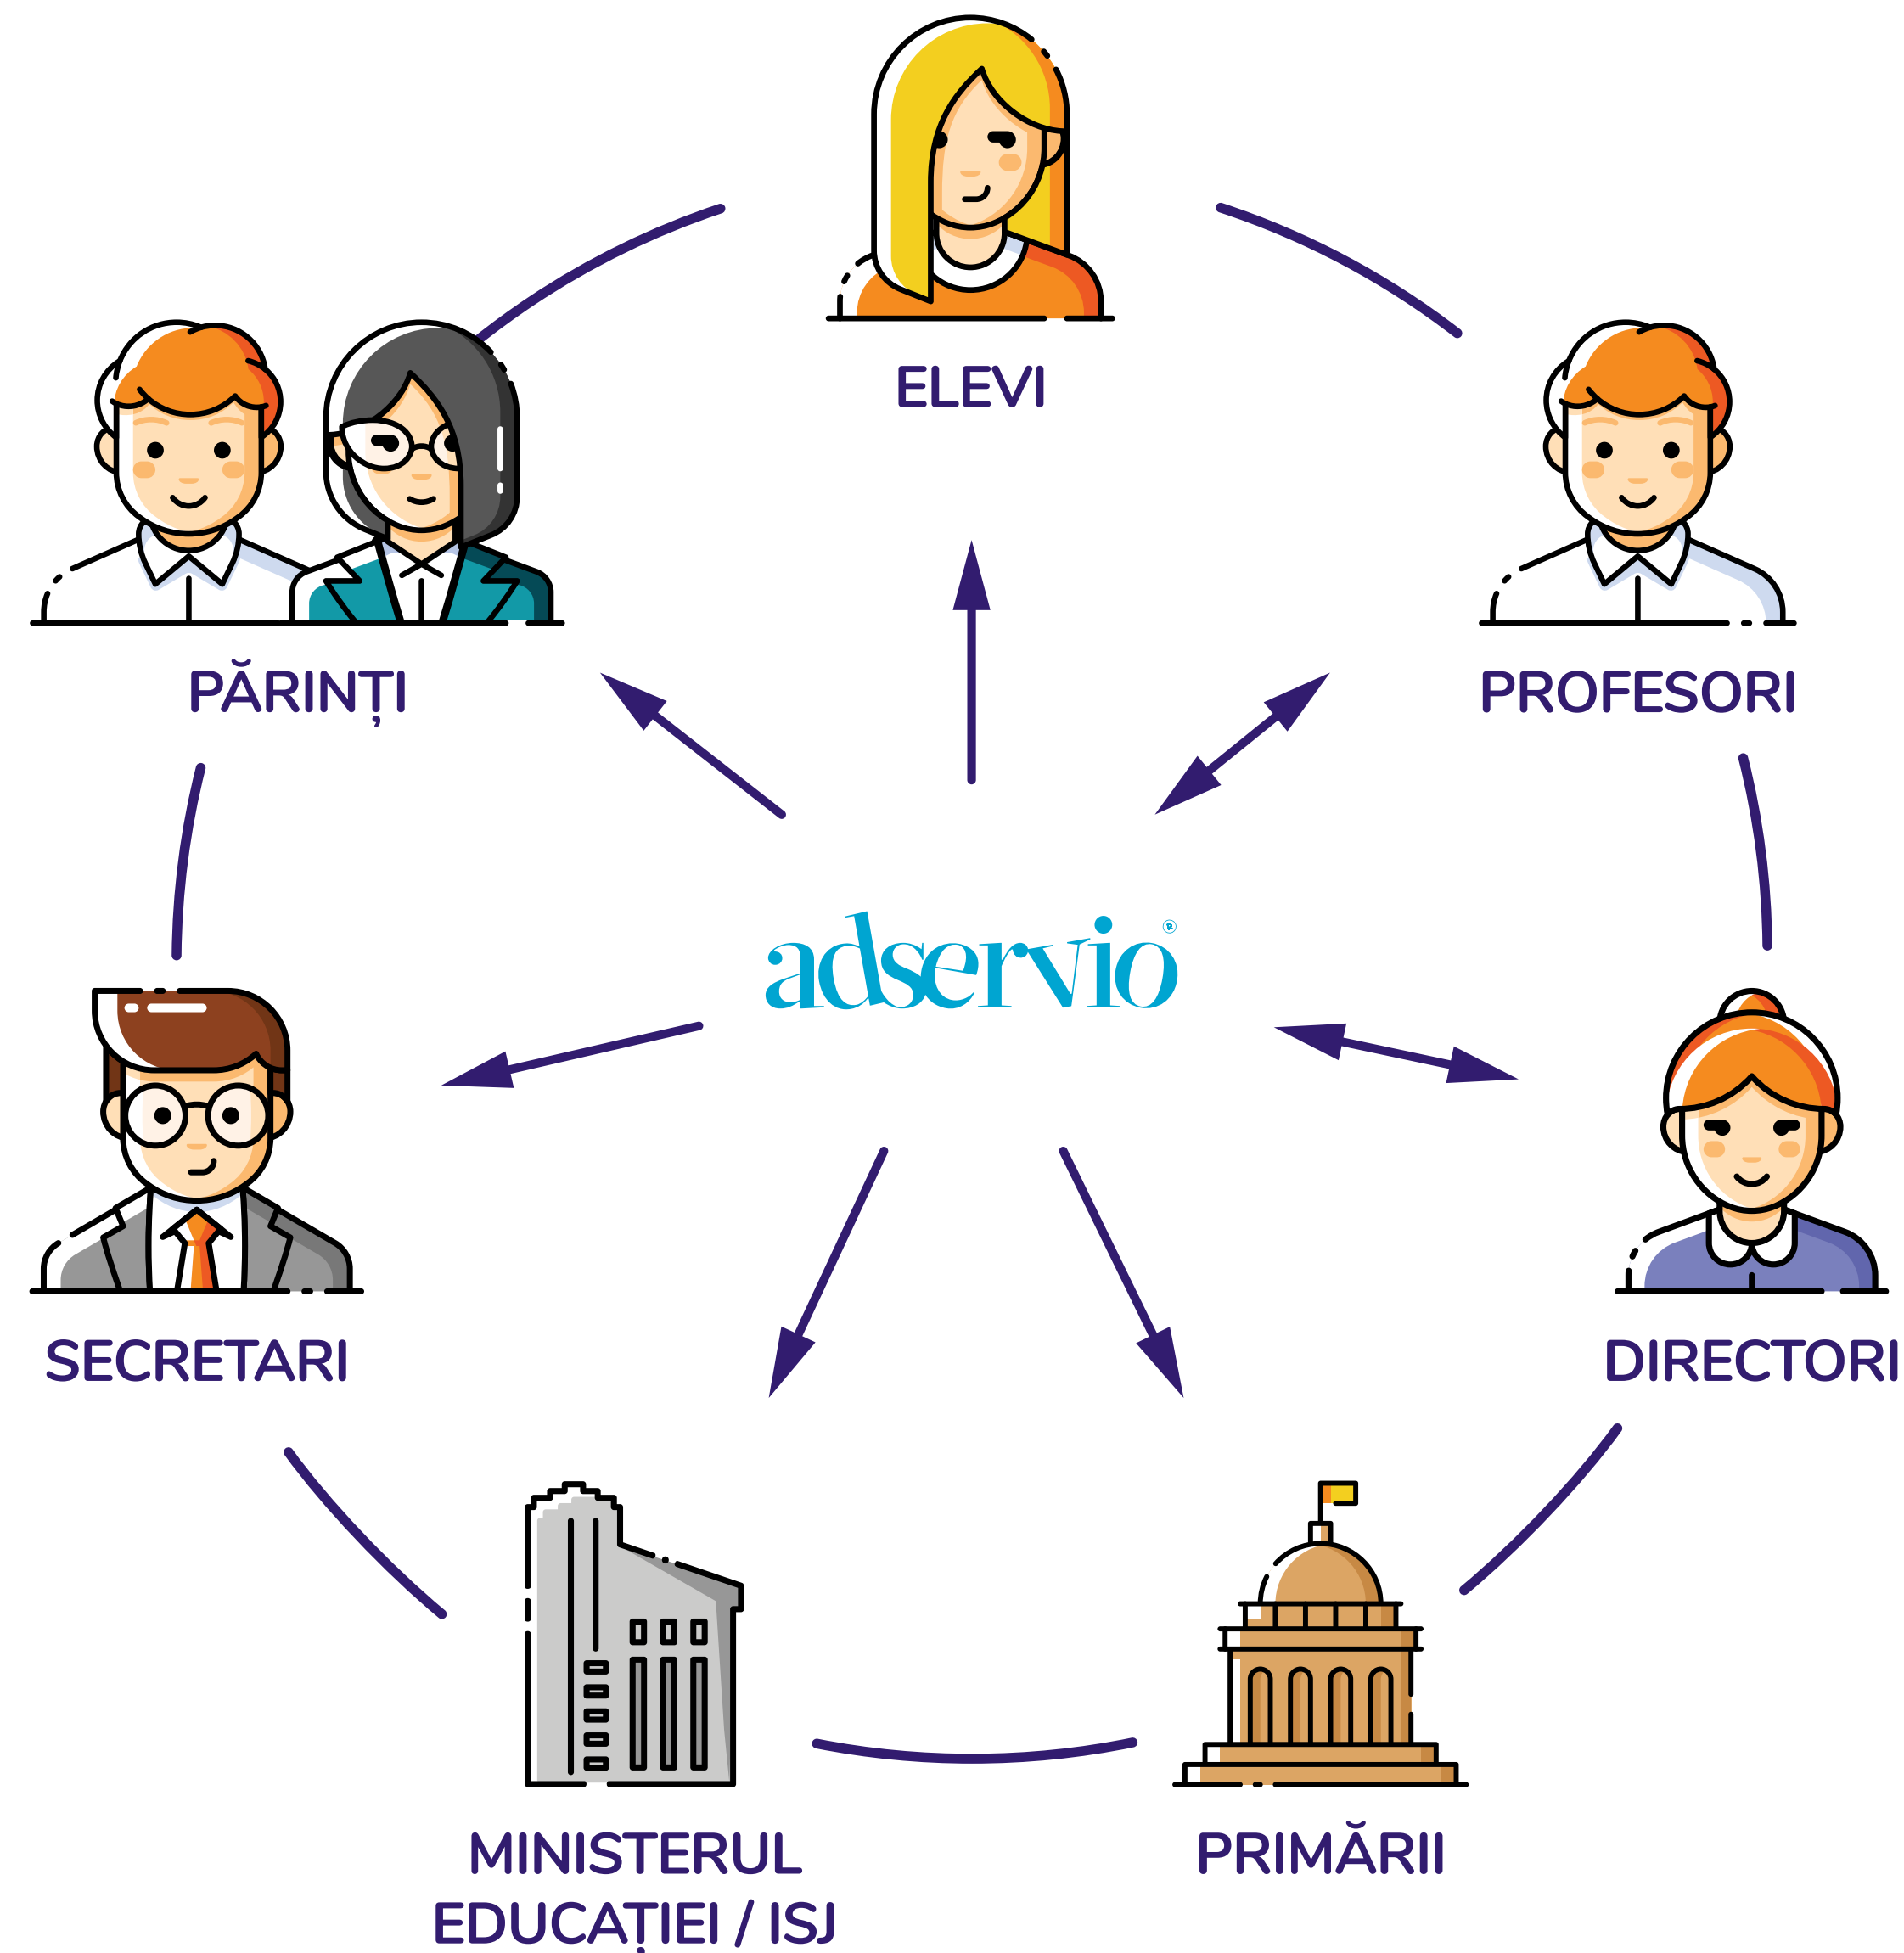 ELEVI
PĂRINȚI
PROFESORI
adservio®
SECRETARI
DIRECTORI
MINISTERUL
EDUCAȚIEI / ISJ
PRIMĂRII